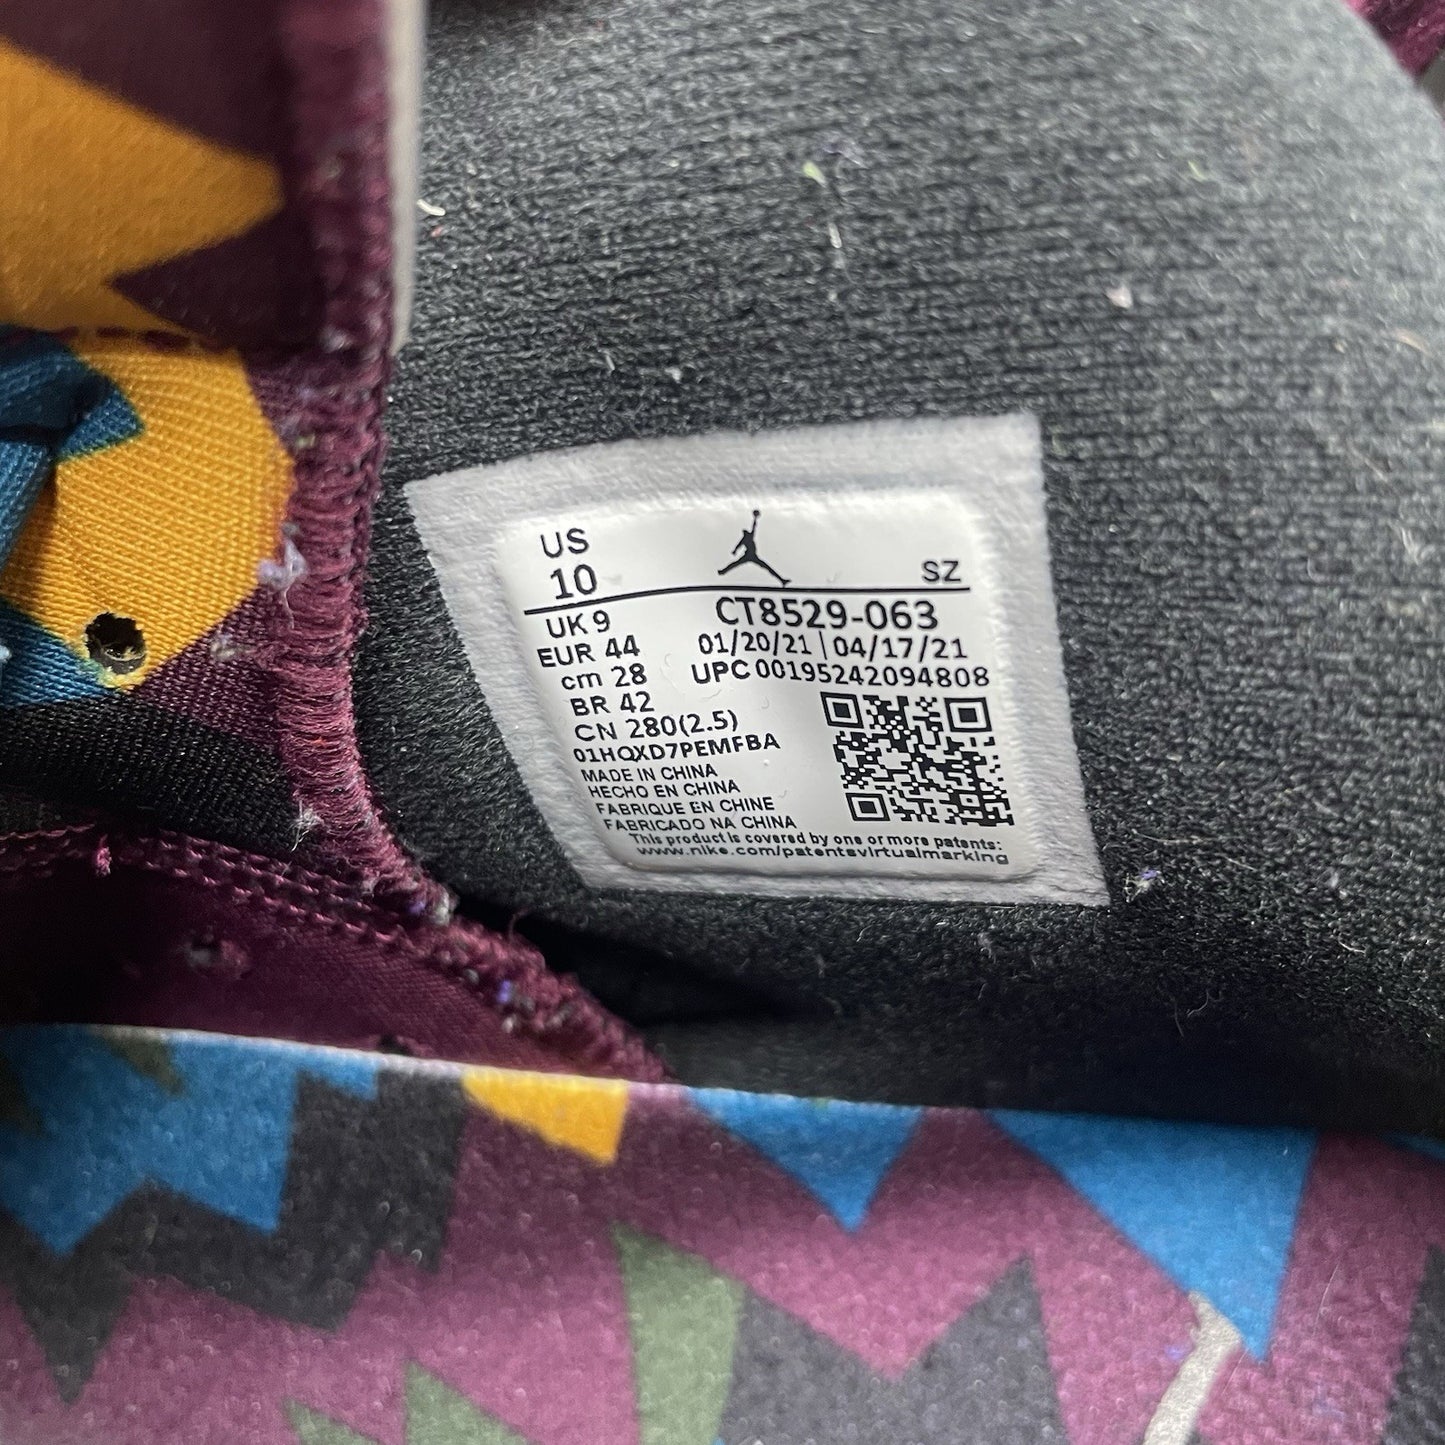 US
10
SZ
UK 9
CT8529-063
EUR 44
01/20/21 | 04/17/21
cm 28
UPC 00195242094808
BR 42
CN 280(2.5)
01HQXD7PEMFBA
MADE IN CHINA
HECHO EN CHINA
FABRIQUE EN CHINE
FABRICADO NA CHINA
This product is covered by one or more patents:
www.nike.com/patentsvirtualmarking